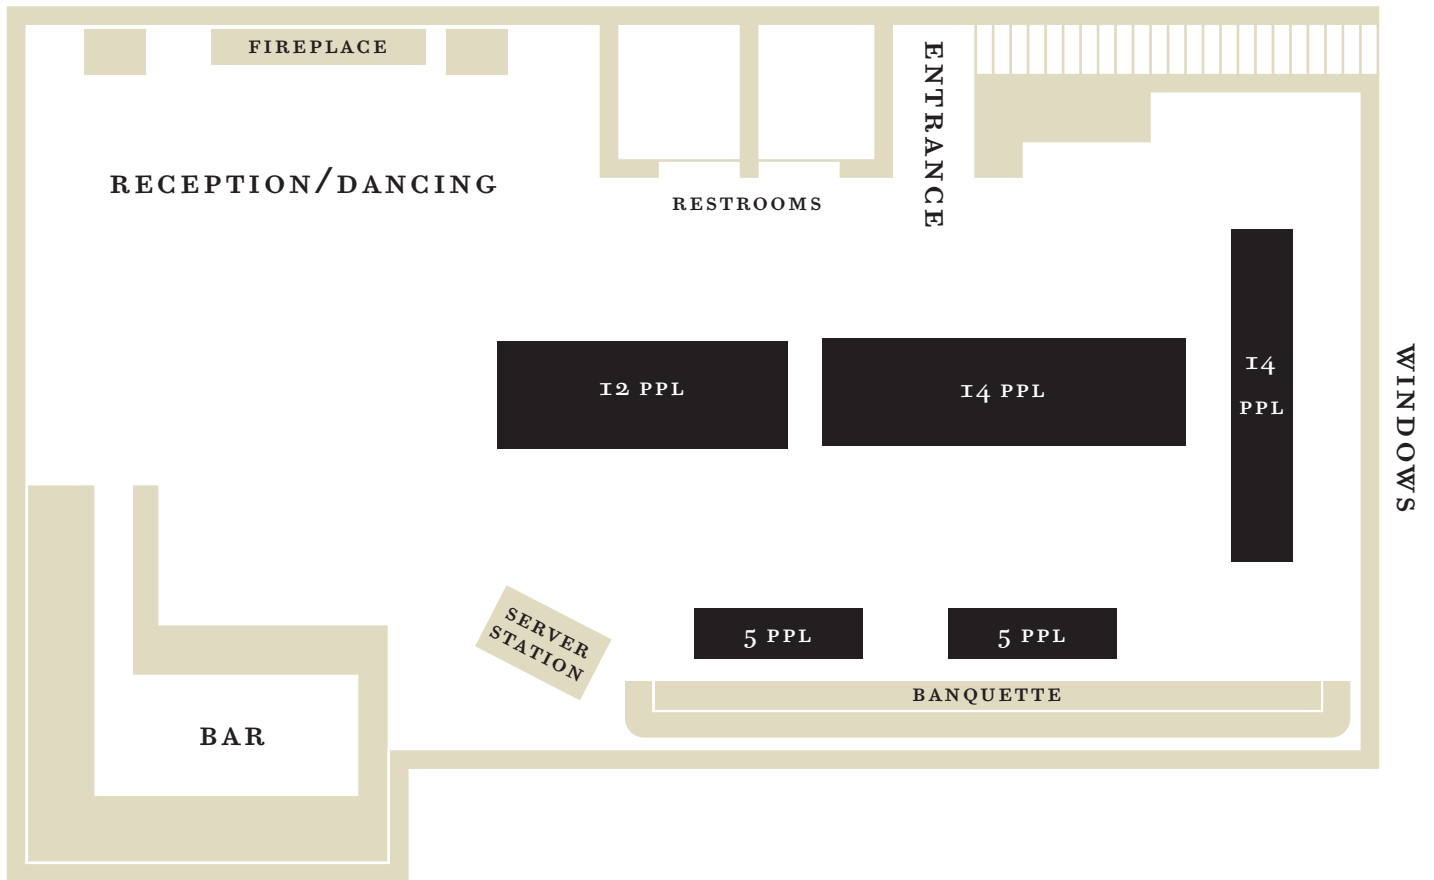 FIREPLACE
ENTRANCE
RECEPTION/DANCING
RESTROOMS
12 PPL
14 PPL
14
PPL
WINDOWS
SERVER
STATION
5 PPL
5 PPL
BANQUETTE
BAR